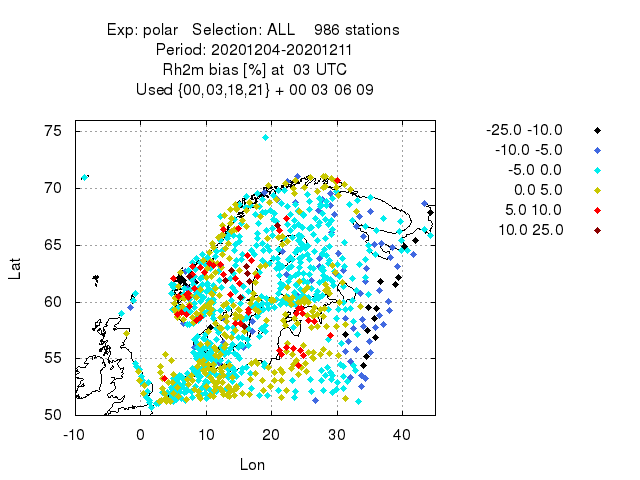 Exp: polar Selection: ALL 986 stations
Period: 20201204-20201211
Rh2m bias [%] at 03 UTC
Used {00,03,18,21} + 00 03 06 09
75
70
65
60
55
50
Lat
-10 0 10 20 30 40
Lon
-25.0 -10.0
-10.0 -5.0
-5.0 0.0
0.0 5.0
5.0 10.0
10.0 25.0